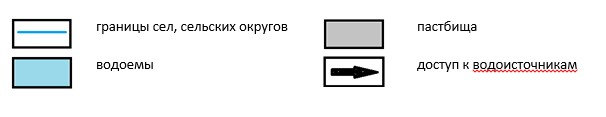 границы сел, сельских округов
пастбища
водоемы
доступ к водоисточникам